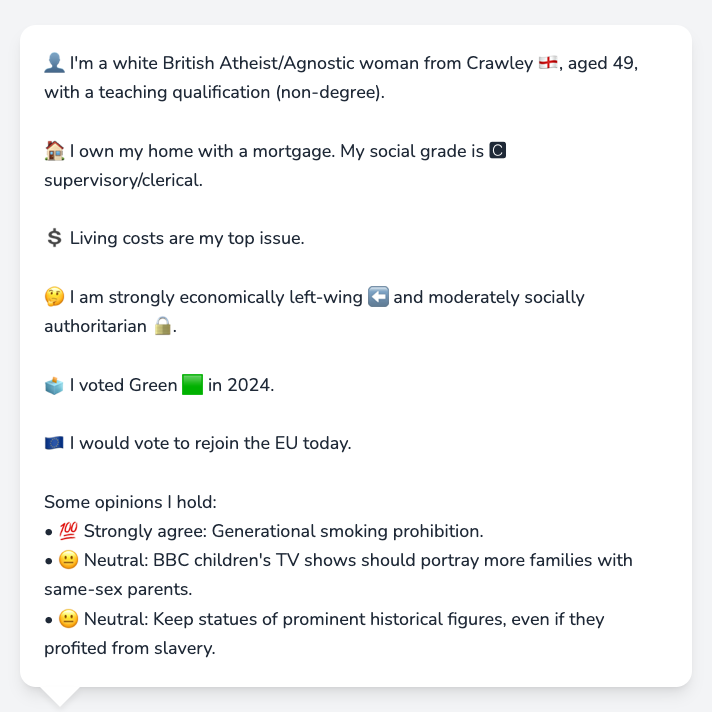 👤 I'm a white British Atheist/Agnostic woman from Crawley 🏴󠁧󠁢󠁥󠁮󠁧󠁿, aged 49,
with a teaching qualification (non-degree).
🏠 I own my home with a mortgage. My social grade is 🅲
supervisory/clerical.
💲 Living costs are my top issue.
🤔 I am strongly economically left-wing ⬅️ and moderately socially
authoritarian 🔒.
🗳️ I voted Green 🟩 in 2024.
🇪🇺 I would vote to rejoin the EU today.
Some opinions I hold:
• 💯 Strongly agree: Generational smoking prohibition.
• 😐 Neutral: BBC children's TV shows should portray more families with
same-sex parents.
• 😐 Neutral: Keep statues of prominent historical figures, even if they
profited from slavery.